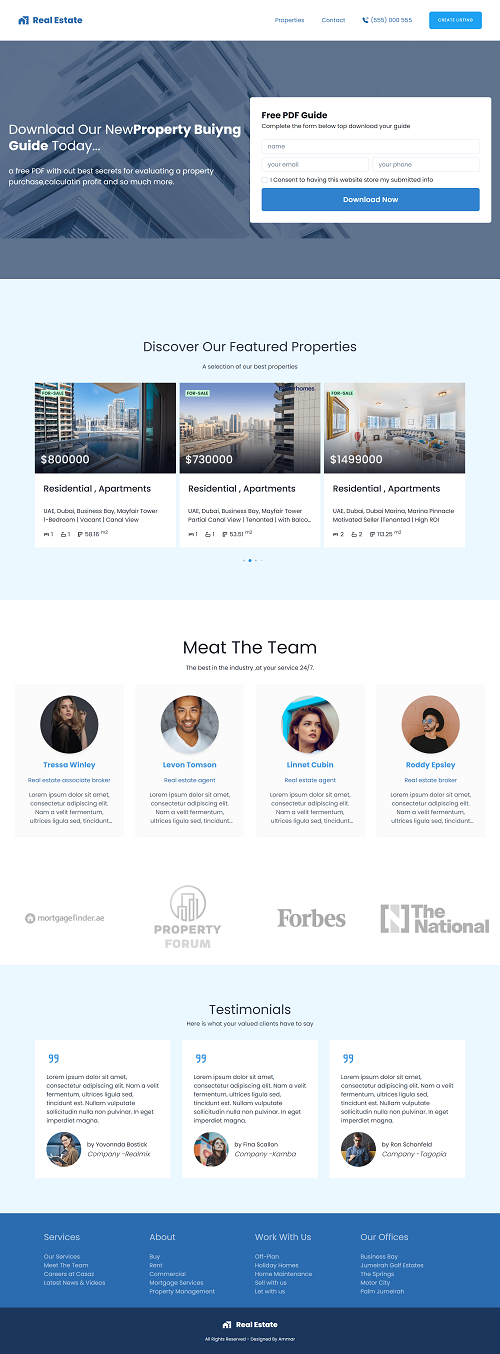 Real Estate
Properties
Contact
(555) 000 555
CREATE LISTING
Download Our NewProperty Buiyng
Guide Today...
a free PDF with out best secrets for evaluating a property
purchase,calculatin profit and so much more.
Free PDF Guide
Complete the form below top download your guide
name
your email
your phone
I Consent to having this website store my submitted info
Download Now
Discover Our Featured Properties
A selection of our best properties
FOR-SALE
$800000
Residential , Apartments
UAE, Dubai, Business Bay, Mayfair Tower
1-Bedroom | Vacant | Canal View
1 1 58.16 m2
FOR-SALE
$730000
Residential , Apartments
UAE, Dubai, Business Bay, Mayfair Tower
Partial Canal View | Tenanted | with Balco...
1 1 53.51 m2
FOR-SALE
$1499000
Residential , Apartments
UAE, Dubai, Dubai Marina, Marina Pinnacle
Motivated Seller |Tenanted | High ROI
2 2 113.25 m2
Meat The Team
The best in the industry ,at your service 24/7.
Tressa Winley
Real estate associate broker
Lorem ipsum dolor sit amet,
consectetur adipiscing elit.
Nam a velit fermentum,
ultrices ligula sed, tincidunt...
Levon Tomson
Real estate agent
Lorem ipsum dolor sit amet,
consectetur adipiscing elit.
Nam a velit fermentum,
ultrices ligula sed, tincidunt...
Linnet Cubin
Real estate agent
Lorem ipsum dolor sit amet,
consectetur adipiscing elit.
Nam a velit fermentum,
ultrices ligula sed, tincidunt...
Roddy Epsley
Real estate broker
Lorem ipsum dolor sit amet,
consectetur adipiscing elit.
Nam a velit fermentum,
ultrices ligula sed, tincidunt...
mortgagefinder.ae
PROPERTY
FORUM
Forbes
The
National
Testimonials
Here is what your valued clients have to say
Lorem ipsum dolor sit amet,
consectetur adipiscing elit. Nam a velit
fermentum, ultrices ligula sed,
tincidunt est. Nullam vulputate
sollicitudin nulla non pulvinar. In eget
imperdiet magna.
by Yovonnda Bostick
Company -Realmix
Lorem ipsum dolor sit amet,
consectetur adipiscing elit. Nam a velit
fermentum, ultrices ligula sed,
tincidunt est. Nullam vulputate
sollicitudin nulla non pulvinar. In eget
imperdiet magna.
by Fina Scallon
Company -Kamba
Lorem ipsum dolor sit amet,
consectetur adipiscing elit. Nam a velit
fermentum, ultrices ligula sed,
tincidunt est. Nullam vulputate
sollicitudin nulla non pulvinar. In eget
imperdiet magna.
by Ron Schonfeld
Company -Tagopia
Services
Our Services
Meet The Team
Careers at Casaz
Latest News & Videos
About
Buy
Rent
Commercial
Mortgage Services
Property Management
Work With Us
Off-Plan
Holiday Homes
Home Maintenance
Sell with us
Let with us
Our Offices
Business Bay
Jumeirah Golf Estates
The Springs
Motor City
Palm Jumeirah
Real Estate
All Rights Reserved - Designed By Ammar